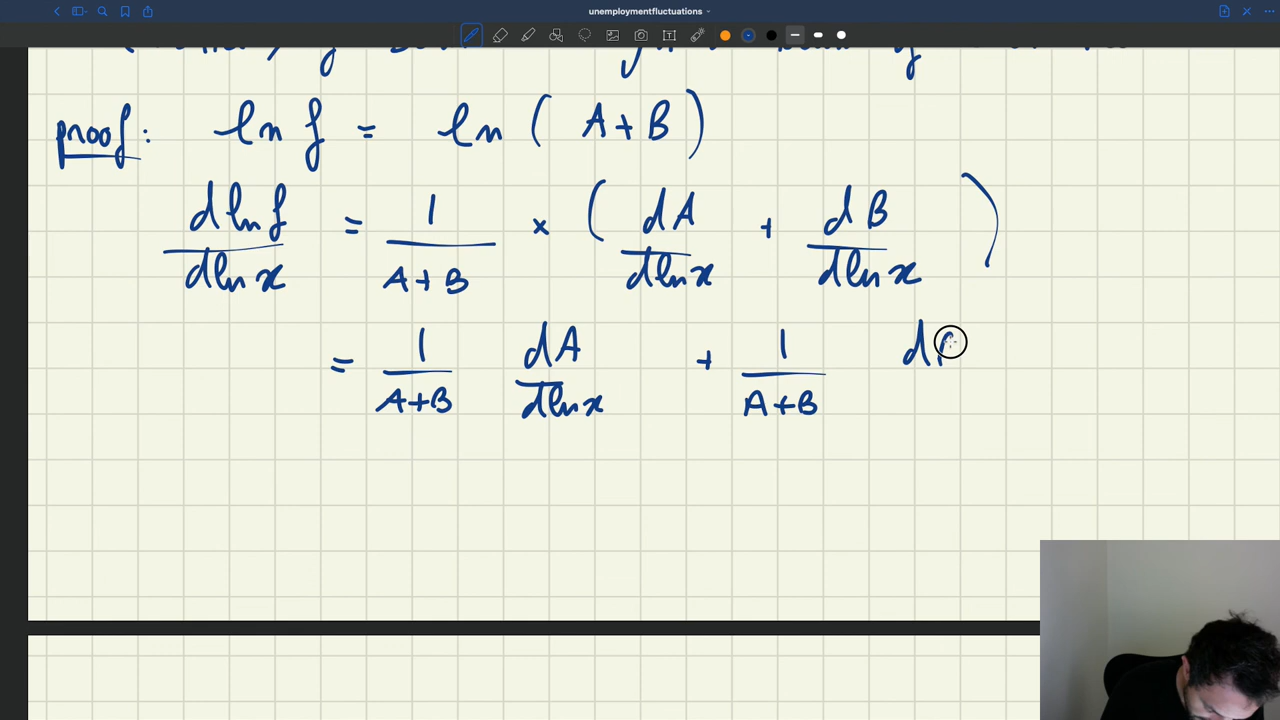 unemploymentfluctuations
proof: ln f = ln ( A + B )
d ln f / d ln x = 1 / A + B × ( dA / d ln x + dB / d ln x )
= 1 / A+B dA / d ln x + 1 / A+B d